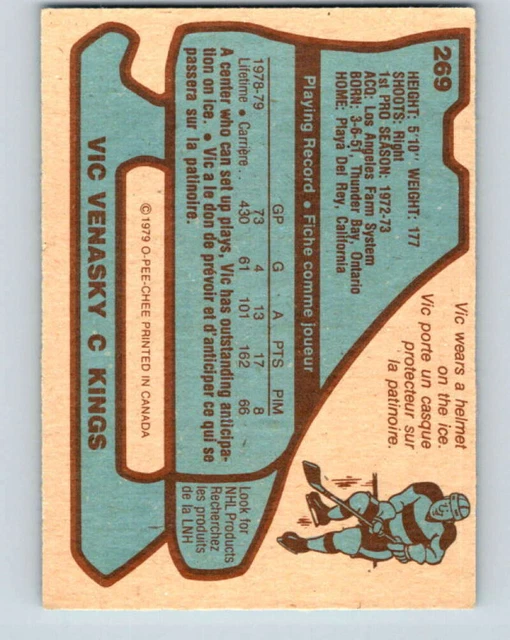 269
HEIGHT: 5'10" WEIGHT: 177
SHOOTS: Right
1st PRO SEASON: 1972-73
ACQ: Los Angeles Farm System
BORN: 3-6-51, Thunder Bay, Ontario
HOME: Playa Del Rey, California
Vic wears a helmet
on the ice.
Vic porte un casque
protecteur sur
la patinoire.
Playing Record • Fiche comme joueur
GP G A PTS PIM
1978-79 73 4 13 17 8
Lifetime • Carrière . . 430 61 101 162 66
A center who can set up plays, Vic has outstanding anticipa-
tion on ice. • Vic a le don de prévoir et d'anticiper ce qui se
passera sur la patinoire.
Look for
NHL Products
Recherchez
les produits
de la LNH
© 1979 O-PEE-CHEE PRINTED IN CANADA
VIC VENASKY C KINGS